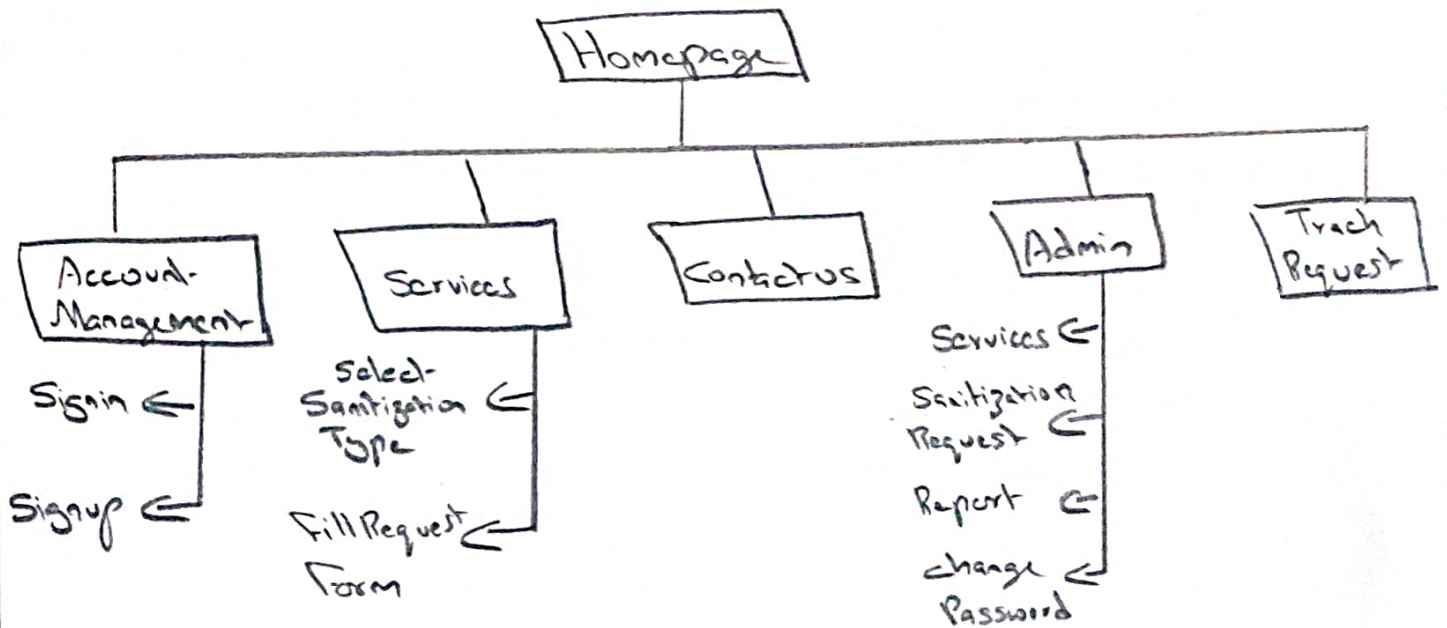 Homepage
Account
Management
Signin
Signup
Services
Select
Sanitization
Type
Fill Request
Form
Contact us
Admin
Services
Sanitization
Request
Report
change
Password
Track
Request